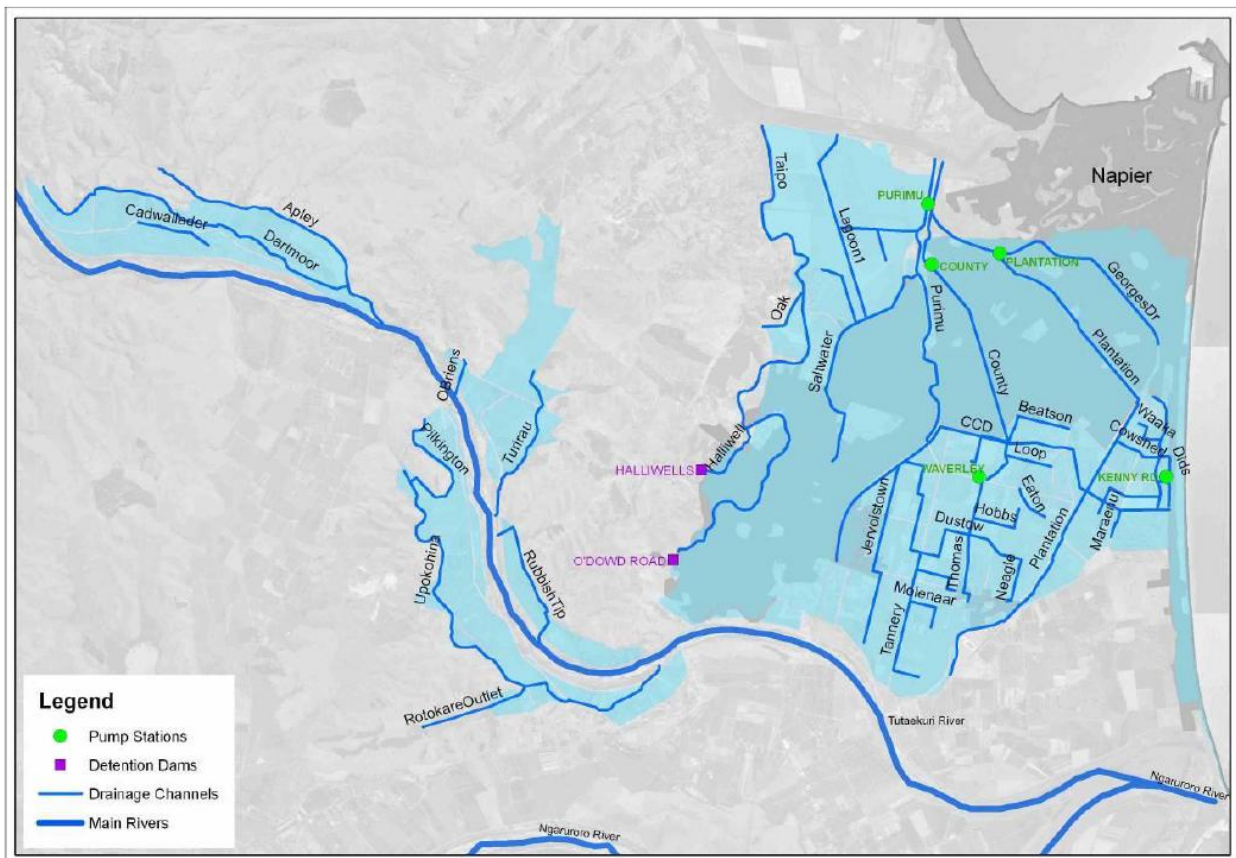 Napier
Taipo
PURIMU
Lagoon1
Apley
Cadwalleder
Dartmoor
COUNTY
PLANTATION
GeorgesDr
Oak
Purimu
Saltwater
County
Plantation
OBriens
Pilkington
Turirau
Halliwell
HALLIWELLS
CCD
Beatson
Loop
Waaka
Cowshed
Dids
WAVERLEY
KENNY RD
Eaton
Hobbs
Dustow
Jervoistown
Plantation
Maraenui
Upokohina
O'DOWD ROAD
RubbishTip
Thomas
Neagle
Molenaar
Tannery
RotokareOutlet
Tutaekuri River
Ngaruroro River
Ngaruroro River
Legend
Pump Stations
Detention Dams
Drainage Channels
Main Rivers